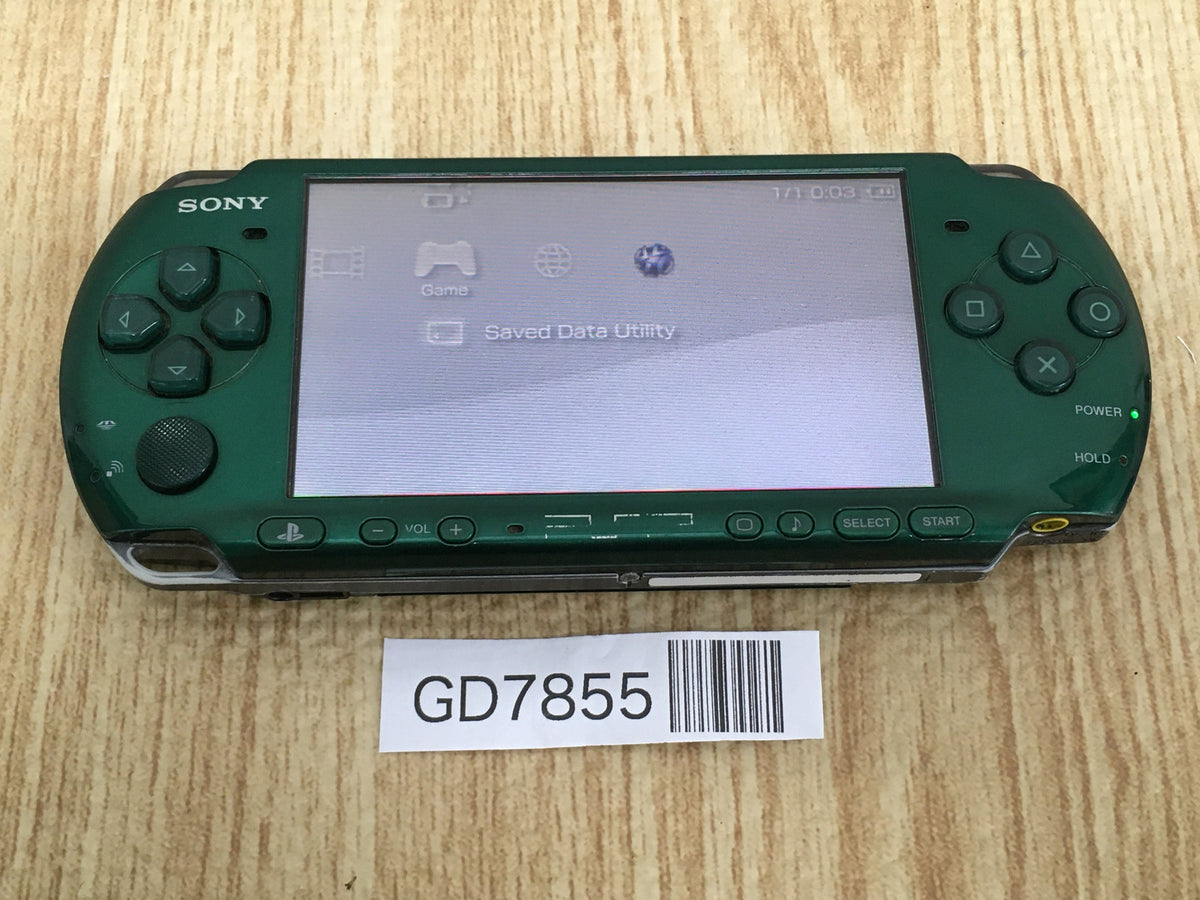 SONY
1/1 0:03
Game
Saved Data Utility
POWER
HOLD
VOL
SELECT
START
GD7855